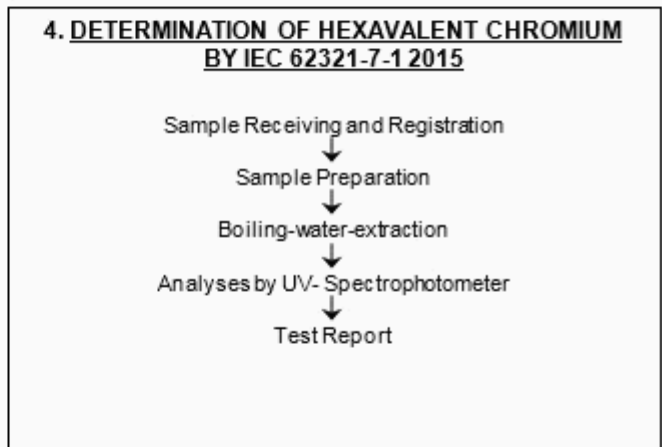 4. DETERMINATION OF HEXAVALENT CHROMIUM
BY IEC 62321-7-1 2015
Sample Receiving and Registration
Sample Preparation
Boiling-water-extraction
Analyses by UV- Spectrophotometer
Test Report